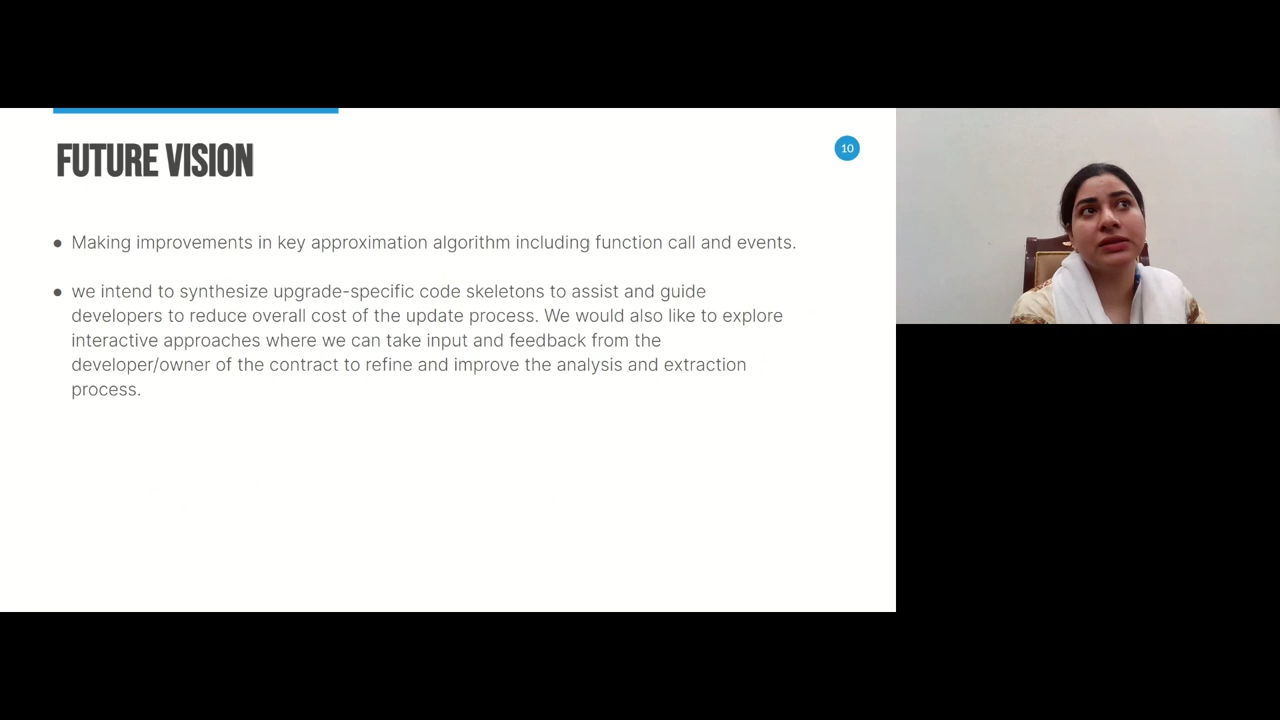 FUTURE VISION
10
● Making improvements in key approximation algorithm including function call and events.
● we intend to synthesize upgrade-specific code skeletons to assist and guide
developers to reduce overall cost of the update process. We would also like to explore
interactive approaches where we can take input and feedback from the
developer/owner of the contract to refine and improve the analysis and extraction
process.